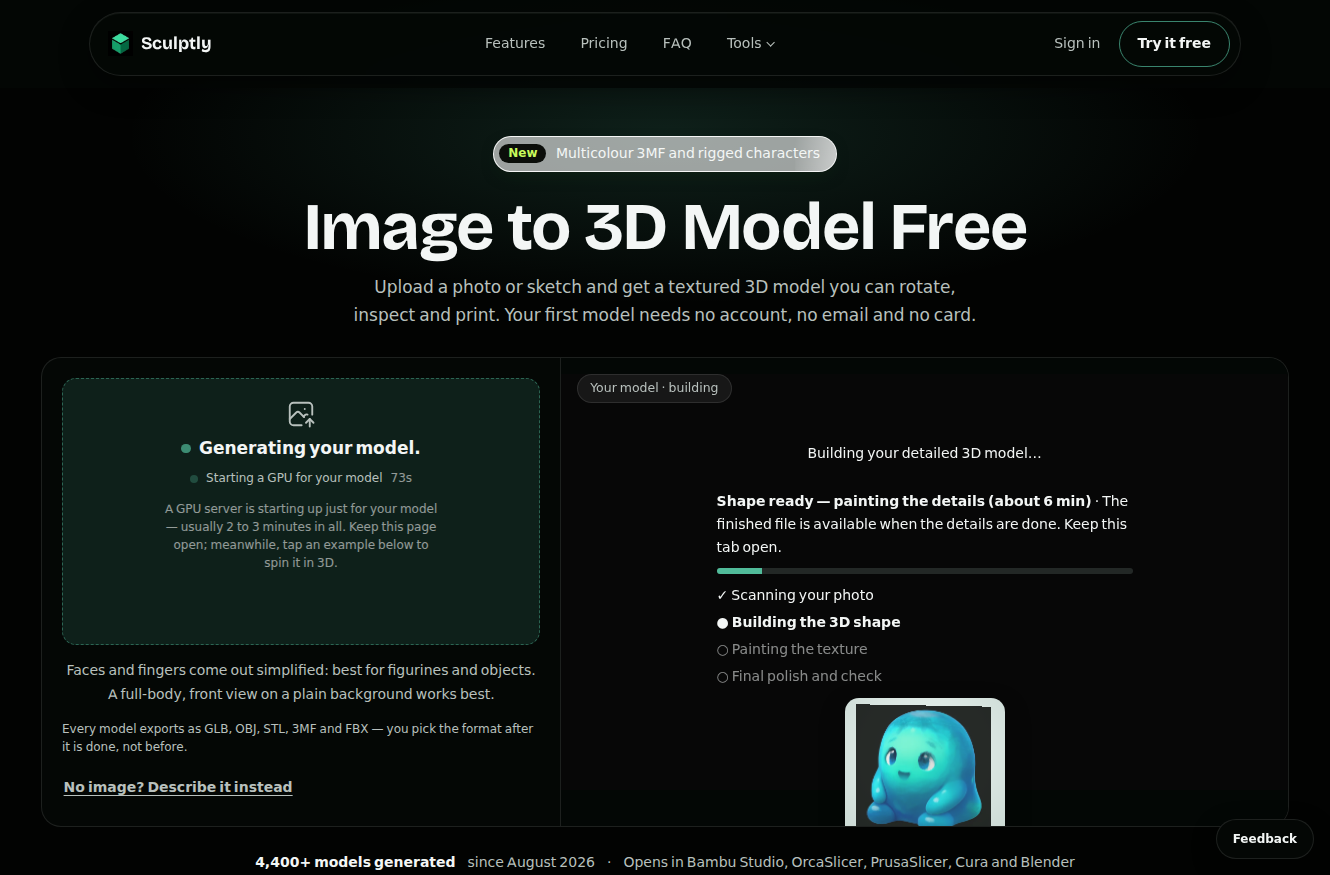 Sculptly
Features
Pricing
FAQ
Tools
Sign in
Try it free
New Multicolour 3MF and rigged characters
Image to 3D Model Free
Upload a photo or sketch and get a textured 3D model you can rotate,
inspect and print. Your first model needs no account, no email and no card.
Generating your model.
Starting a GPU for your model 73s
A GPU server is starting up just for your model
— usually 2 to 3 minutes in all. Keep this page
open; meanwhile, tap an example below to
spin it in 3D.
Faces and fingers come out simplified: best for figurines and objects.
A full-body, front view on a plain background works best.
Every model exports as GLB, OBJ, STL, 3MF and FBX — you pick the format after
it is done, not before.
No image? Describe it instead
Your model · building
Building your detailed 3D model...
Shape ready — painting the details (about 6 min) · The
finished file is available when the details are done. Keep this
tab open.
✓ Scanning your photo
● Building the 3D shape
○ Painting the texture
○ Final polish and check
Feedback
4,400+ models generated since August 2026 · Opens in Bambu Studio, OrcaSlicer, PrusaSlicer, Cura and Blender